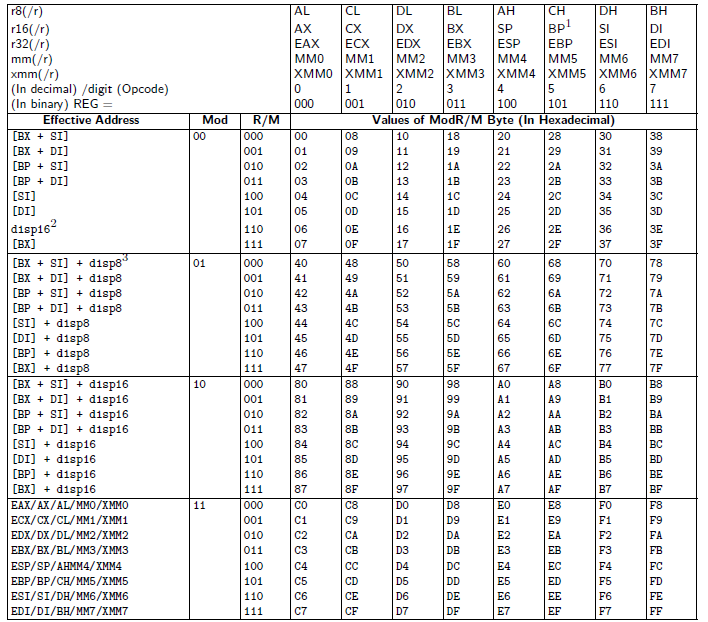 r8(/r) AL CL DL BL AH CH DH BH
r16(/r) AX CX DX BX SP BP1 SI DI
r32(/r) EAX ECX EDX EBX ESP EBP ESI EDI
mm(/r) MM0 MM1 MM2 MM3 MM4 MM5 MM6 MM7
xmm(/r) XMM0 XMM1 XMM2 XMM3 XMM4 XMM5 XMM6 XMM7
(In decimal) /digit (Opcode) 0 1 2 3 4 5 6 7
(In binary) REG = 000 001 010 011 100 101 110 111
Effective Address Mod R/M Values of ModR/M Byte (In Hexadecimal)
[BX + SI] 00 000 00 08 10 18 20 28 30 38
[BX + DI] 001 01 09 11 19 21 29 31 39
[BP + SI] 010 02 0A 12 1A 22 2A 32 3A
[BP + DI] 011 03 0B 13 1B 23 2B 33 3B
[SI] 100 04 0C 14 1C 24 2C 34 3C
[DI] 101 05 0D 15 1D 25 2D 35 3D
disp162 110 06 0E 16 1E 26 2E 36 3E
[BX] 111 07 0F 17 1F 27 2F 37 3F
[BX + SI] + disp83 01 000 40 48 50 58 60 68 70 78
[BX + DI] + disp8 001 41 49 51 59 61 69 71 79
[BP + SI] + disp8 010 42 4A 52 5A 62 6A 72 7A
[BP + DI] + disp8 011 43 4B 53 5B 63 6B 73 7B
[SI] + disp8 100 44 4C 54 5C 64 6C 74 7C
[DI] + disp8 101 45 4D 55 5D 65 6D 75 7D
[BP] + disp8 110 46 4E 56 5E 66 6E 76 7E
[BX] + disp8 111 47 4F 57 5F 67 6F 77 7F
[BX + SI] + disp16 10 000 80 88 90 98 A0 A8 B0 B8
[BX + DI] + disp16 001 81 89 91 99 A1 A9 B1 B9
[BP + SI] + disp16 010 82 8A 92 9A A2 AA B2 BA
[BP + DI] + disp16 011 83 8B 93 9B A3 AB B3 BB
[SI] + disp16 100 84 8C 94 9C A4 AC B4 BC
[DI] + disp16 101 85 8D 95 9D A5 AD B5 BD
[BP] + disp16 110 86 8E 96 9E A6 AE B6 BE
[BX] + disp16 111 87 8F 97 9F A7 AF B7 BF
EAX/AX/AL/MM0/XMM0 11 000 C0 C8 D0 D8 E0 E8 F0 F8
ECX/CX/CL/MM1/XMM1 001 C1 C9 D1 D9 E1 E9 F1 F9
EDX/DX/DL/MM2/XMM2 010 C2 CA D2 DA E2 EA F2 FA
EBX/BX/BL/MM3/XMM3 011 C3 CB D3 DB E3 EB F3 FB
ESP/SP/AHMM4/XMM4 100 C4 CC D4 DC E4 EC F4 FC
EBP/BP/CH/MM5/XMM5 101 C5 CD D5 DD E5 ED F5 FD
ESI/SI/DH/MM6/XMM6 110 C6 CE D6 DE E6 EE F6 FE
EDI/DI/BH/MM7/XMM7 111 C7 CF D7 DF E7 EF F7 FF